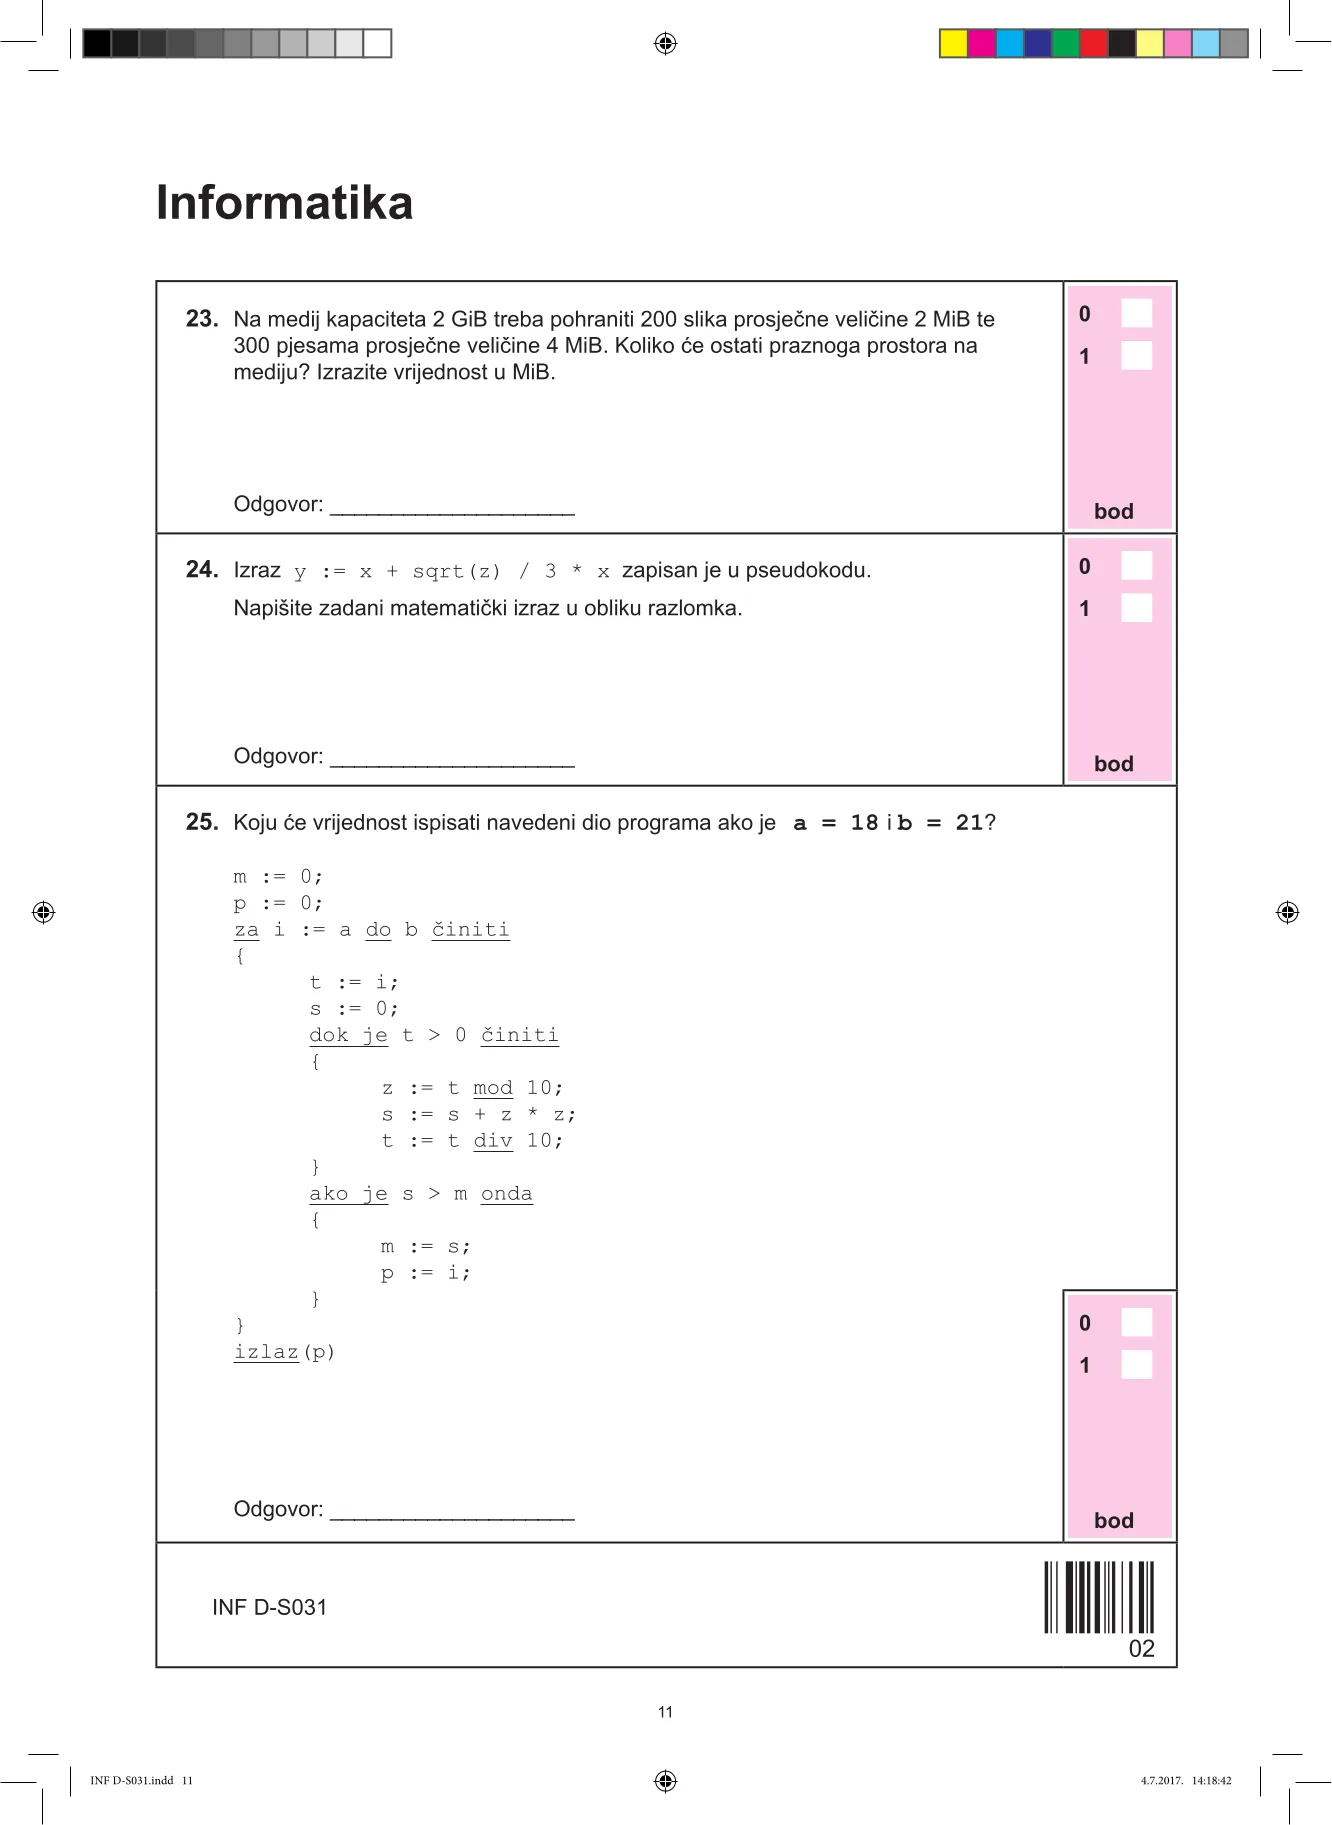 Informatika
23. Na medij kapaciteta 2 GiB treba pohraniti 200 slika prosječne veličine 2 MiB te
300 pjesama prosječne veličine 4 MiB. Koliko će ostati praznoga prostora na
mediju? Izrazite vrijednost u MiB.
Odgovor: ____________________
0
1
bod
24. Izraz y := x + sqrt(z) / 3 * x zapisan je u pseudokodu.
Napišite zadani matematički izraz u obliku razlomka.
Odgovor: ____________________
0
1
bod
25. Koju će vrijednost ispisati navedeni dio programa ako je a = 18 i b = 21?
m := 0;
p := 0;
za i := a do b činiti
{
t := i;
s := 0;
dok je t > 0 činiti
{
z := t mod 10;
s := s + z * z;
t := t div 10;
}
ako je s > m onda
{
m := s;
p := i;
}
}
izlaz(p)
Odgovor: ____________________
0
1
bod
INF D-S031
02
11
INF D-S031.indd 11
4.7.2017. 14:18:42